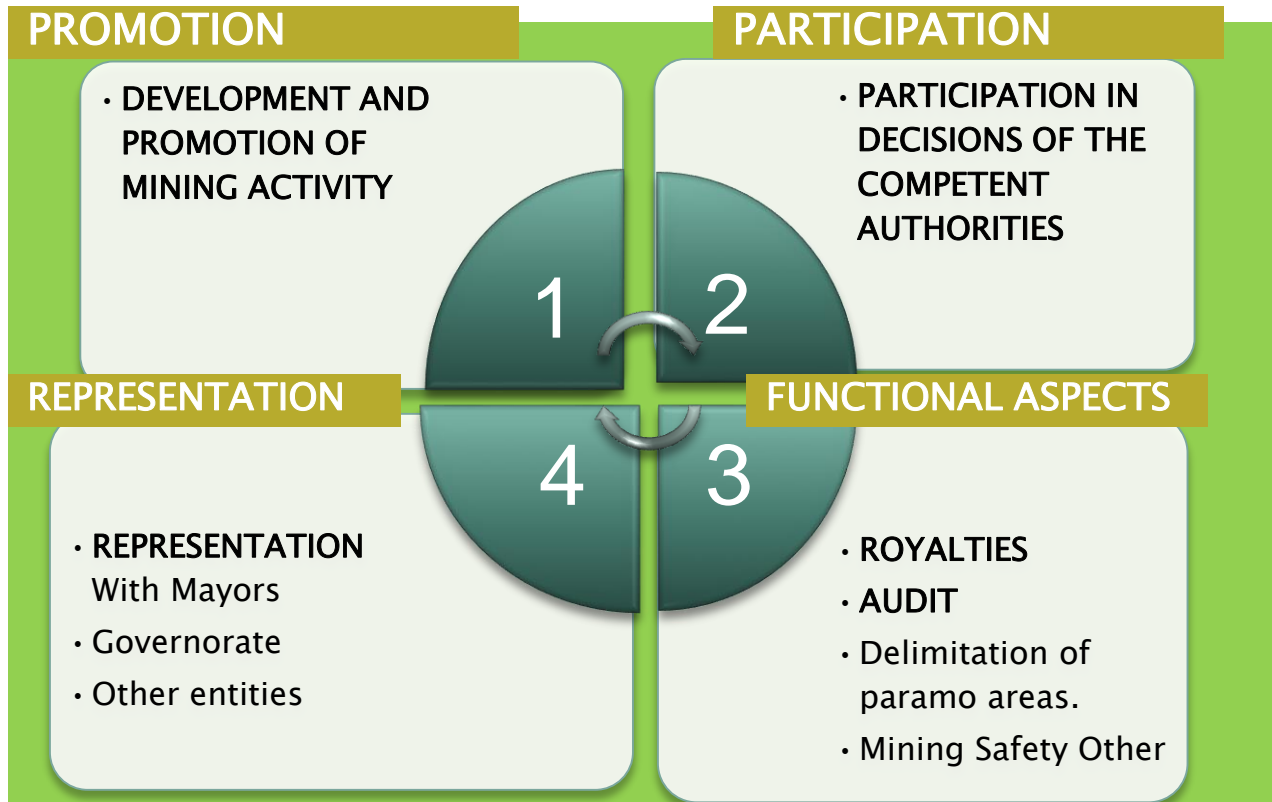 PROMOTION
• DEVELOPMENT AND
PROMOTION OF
MINING ACTIVITY
1
PARTICIPATION
• PARTICIPATION IN
DECISIONS OF THE
COMPETENT
AUTHORITIES
2
REPRESENTATION
• REPRESENTATION
With Mayors
• Governorate
• Other entities
4
FUNCTIONAL ASPECTS
3
• ROYALTIES
• AUDIT
• Delimitation of
paramo areas.
• Mining Safety Other